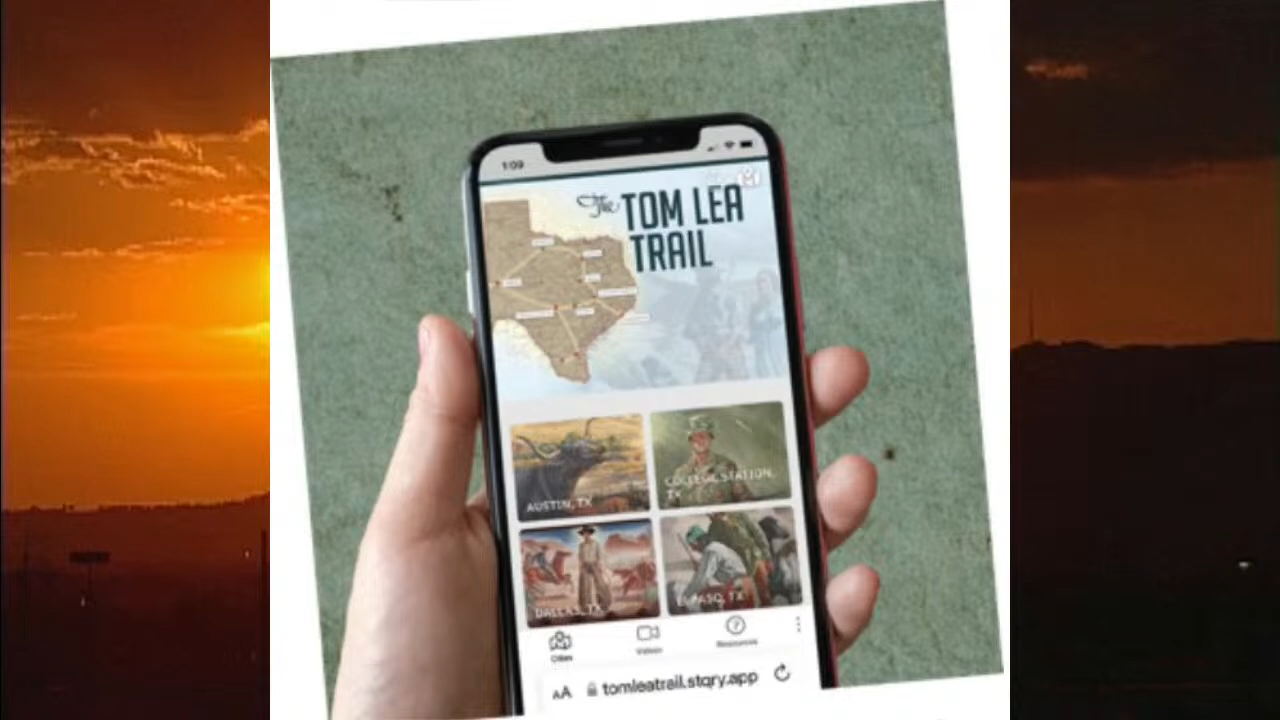 1:09
The TOM LEA
TRAIL
AUSTIN, TX
COLLEGE STATION,
TX
DALLAS, TX
EL PASO, TX
Cities
Videos
Resources
AA tomleatrail.stqry.app